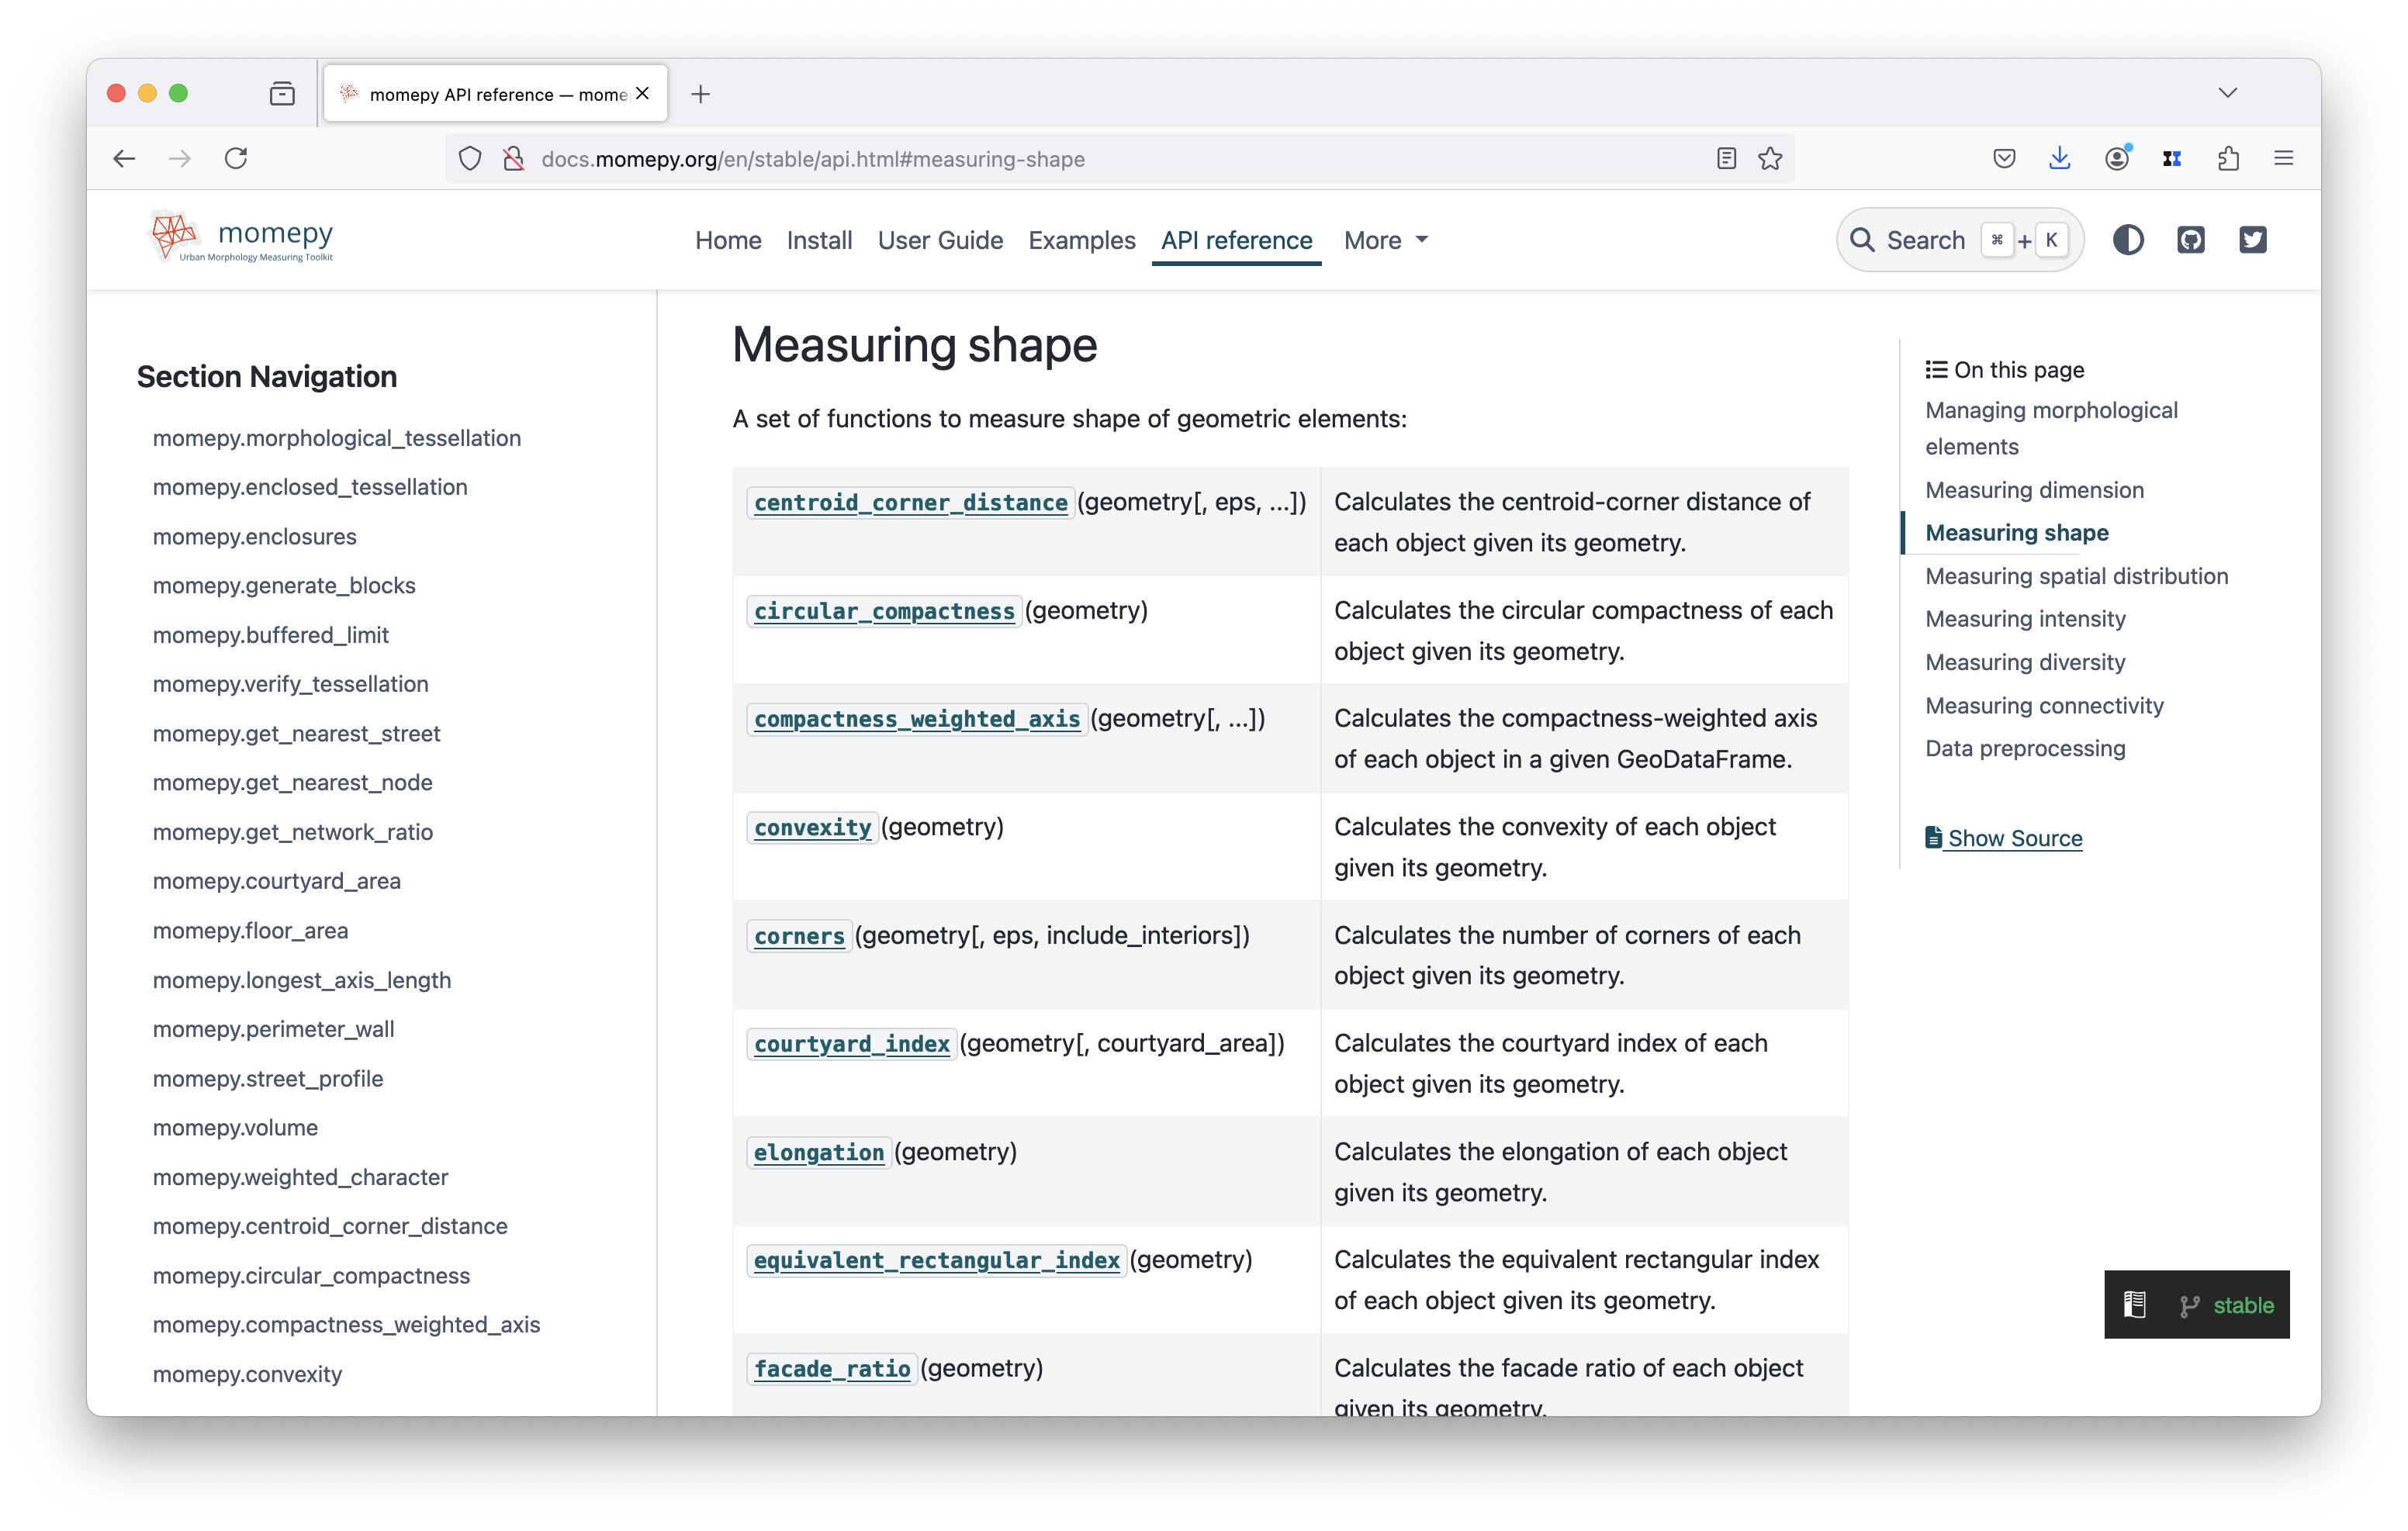 momepy API reference — mome
docs.momepy.org/en/stable/api.html#measuring-shape
momepy
Urban Morphology Measuring Toolkit
Home Install User Guide Examples API reference More
Search ⌘ + K
Section Navigation
momepy.morphological_tessellation
momepy.enclosed_tessellation
momepy.enclosures
momepy.generate_blocks
momepy.buffered_limit
momepy.verify_tessellation
momepy.get_nearest_street
momepy.get_nearest_node
momepy.get_network_ratio
momepy.courtyard_area
momepy.floor_area
momepy.longest_axis_length
momepy.perimeter_wall
momepy.street_profile
momepy.volume
momepy.weighted_character
momepy.centroid_corner_distance
momepy.circular_compactness
momepy.compactness_weighted_axis
momepy.convexity
Measuring shape
A set of functions to measure shape of geometric elements:
centroid_corner_distance(geometry[, eps, ...])
Calculates the centroid-corner distance of
each object given its geometry.
circular_compactness(geometry)
Calculates the circular compactness of each
object given its geometry.
compactness_weighted_axis(geometry[, ...])
Calculates the compactness-weighted axis
of each object in a given GeoDataFrame.
convexity(geometry)
Calculates the convexity of each object
given its geometry.
corners(geometry[, eps, include_interiors])
Calculates the number of corners of each
object given its geometry.
courtyard_index(geometry[, courtyard_area])
Calculates the courtyard index of each
object given its geometry.
elongation(geometry)
Calculates the elongation of each object
given its geometry.
equivalent_rectangular_index(geometry)
Calculates the equivalent rectangular index
of each object given its geometry.
facade_ratio(geometry)
Calculates the facade ratio of each object
given its geometry.
On this page
Managing morphological
elements
Measuring dimension
Measuring shape
Measuring spatial distribution
Measuring intensity
Measuring diversity
Measuring connectivity
Data preprocessing
Show Source
stable